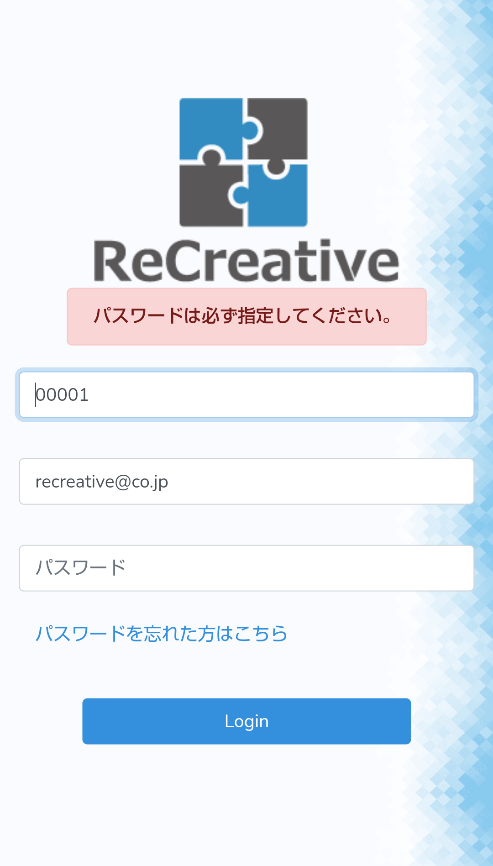 ReCreative
パスワードは必ず指定してください。
00001
recreative@co.jp
パスワード
パスワードを忘れた方はこちら
Login